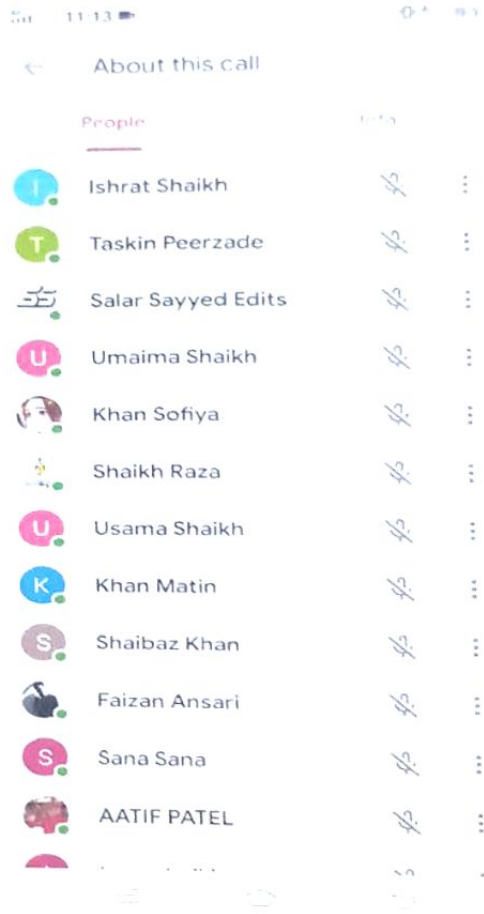 11:13
About this call
People
Info
I Ishrat Shaikh
T Taskin Peerzade
Salar Sayyed Edits
U Umaima Shaikh
Khan Sofiya
Shaikh Raza
U Usama Shaikh
K Khan Matin
S Shaibaz Khan
Faizan Ansari
S Sana Sana
AATIF PATEL